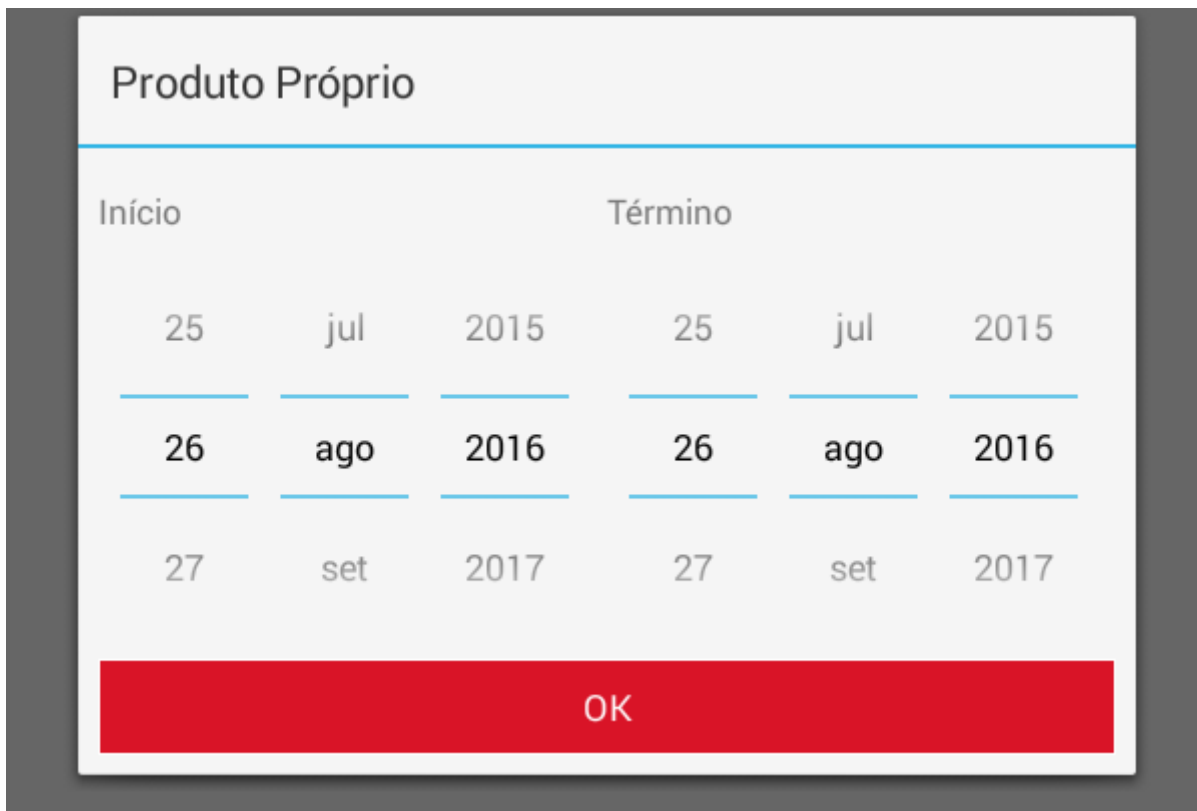 Produto Próprio
Início Término
25 jul 2015 25 jul 2015
26 ago 2016 26 ago 2016
27 set 2017 27 set 2017
OK